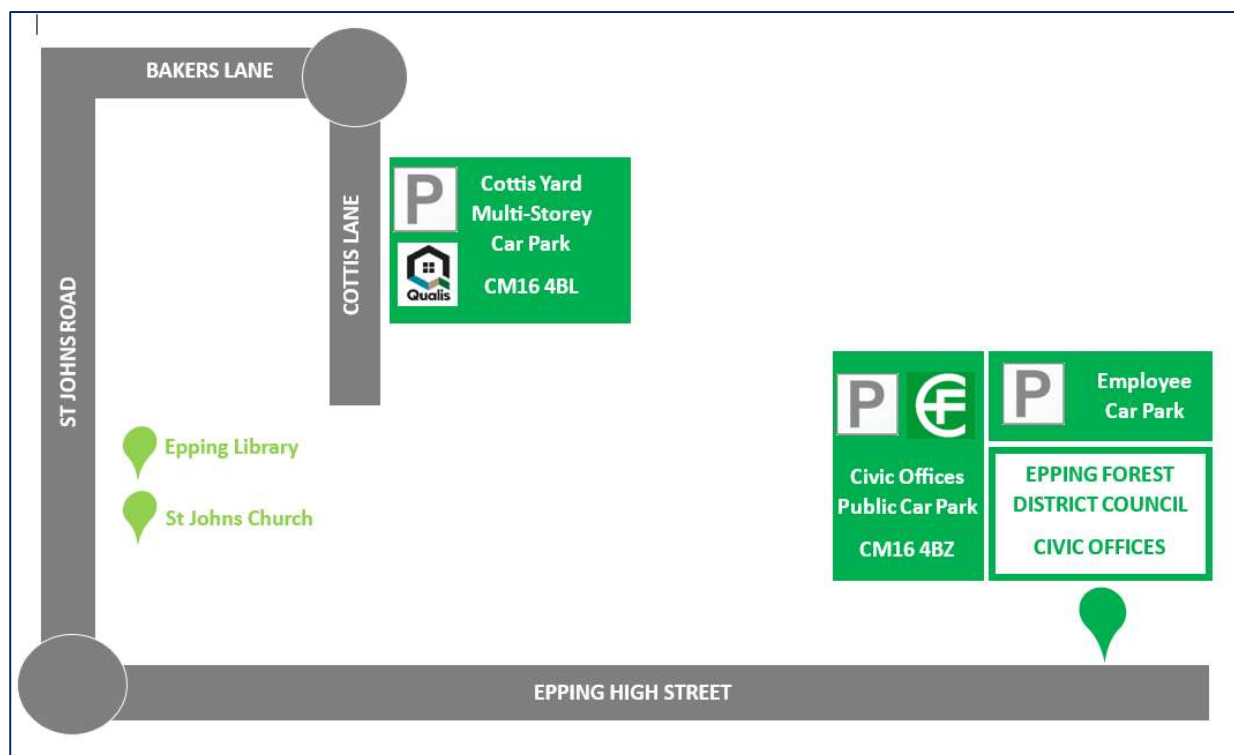 BAKERS LANE
COTTIS LANE
ST JOHNS ROAD
P
Cottis Yard
Multi-Storey
Car Park
CM16 4BL
Qualis
Epping Library
St Johns Church
P
Civic Offices
Public Car Park
CM16 4BZ
P
Employee
Car Park
EPPING FOREST
DISTRICT COUNCIL
CIVIC OFFICES
EPPING HIGH STREET